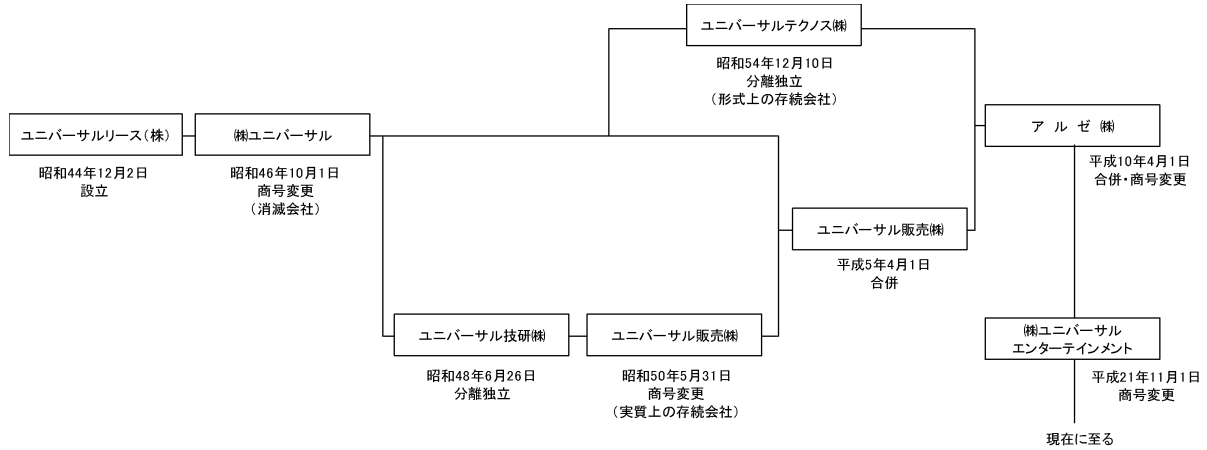 ユニバーサルテクノス㈱
昭和54年12月10日
分離独立
（形式上の存続会社）
ユニバーサルリース（株）
昭和44年12月2日
設立
㈱ユニバーサル
昭和46年10月1日
商号変更
（消滅会社）
ア ル ゼ ㈱
平成10年4月1日
合併・商号変更
ユニバーサル販売㈱
平成5年4月1日
合併
ユニバーサル技研㈱
昭和48年6月26日
分離独立
ユニバーサル販売㈱
昭和50年5月31日
商号変更
（実質上の存続会社）
㈱ユニバーサル
エンターテインメント
平成21年11月1日
商号変更
現在に至る